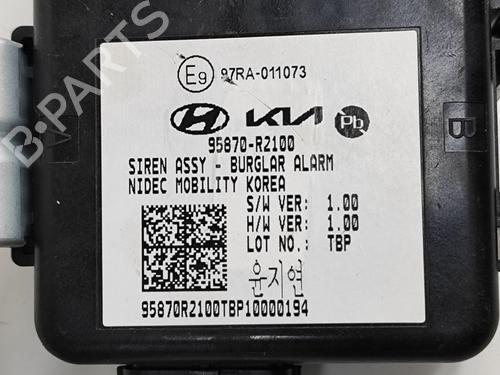 E9 97RA-011073
HYUNDAI KIA Pb
95870-R2100
SIREN ASSY - BURGLAR ALARM
NIDEC MOBILITY KOREA
S/W VER: 1.00
H/W VER: 1.00
LOT NO.: TBP
윤지연
95870R2100TBP10000194
B
B-PARTS